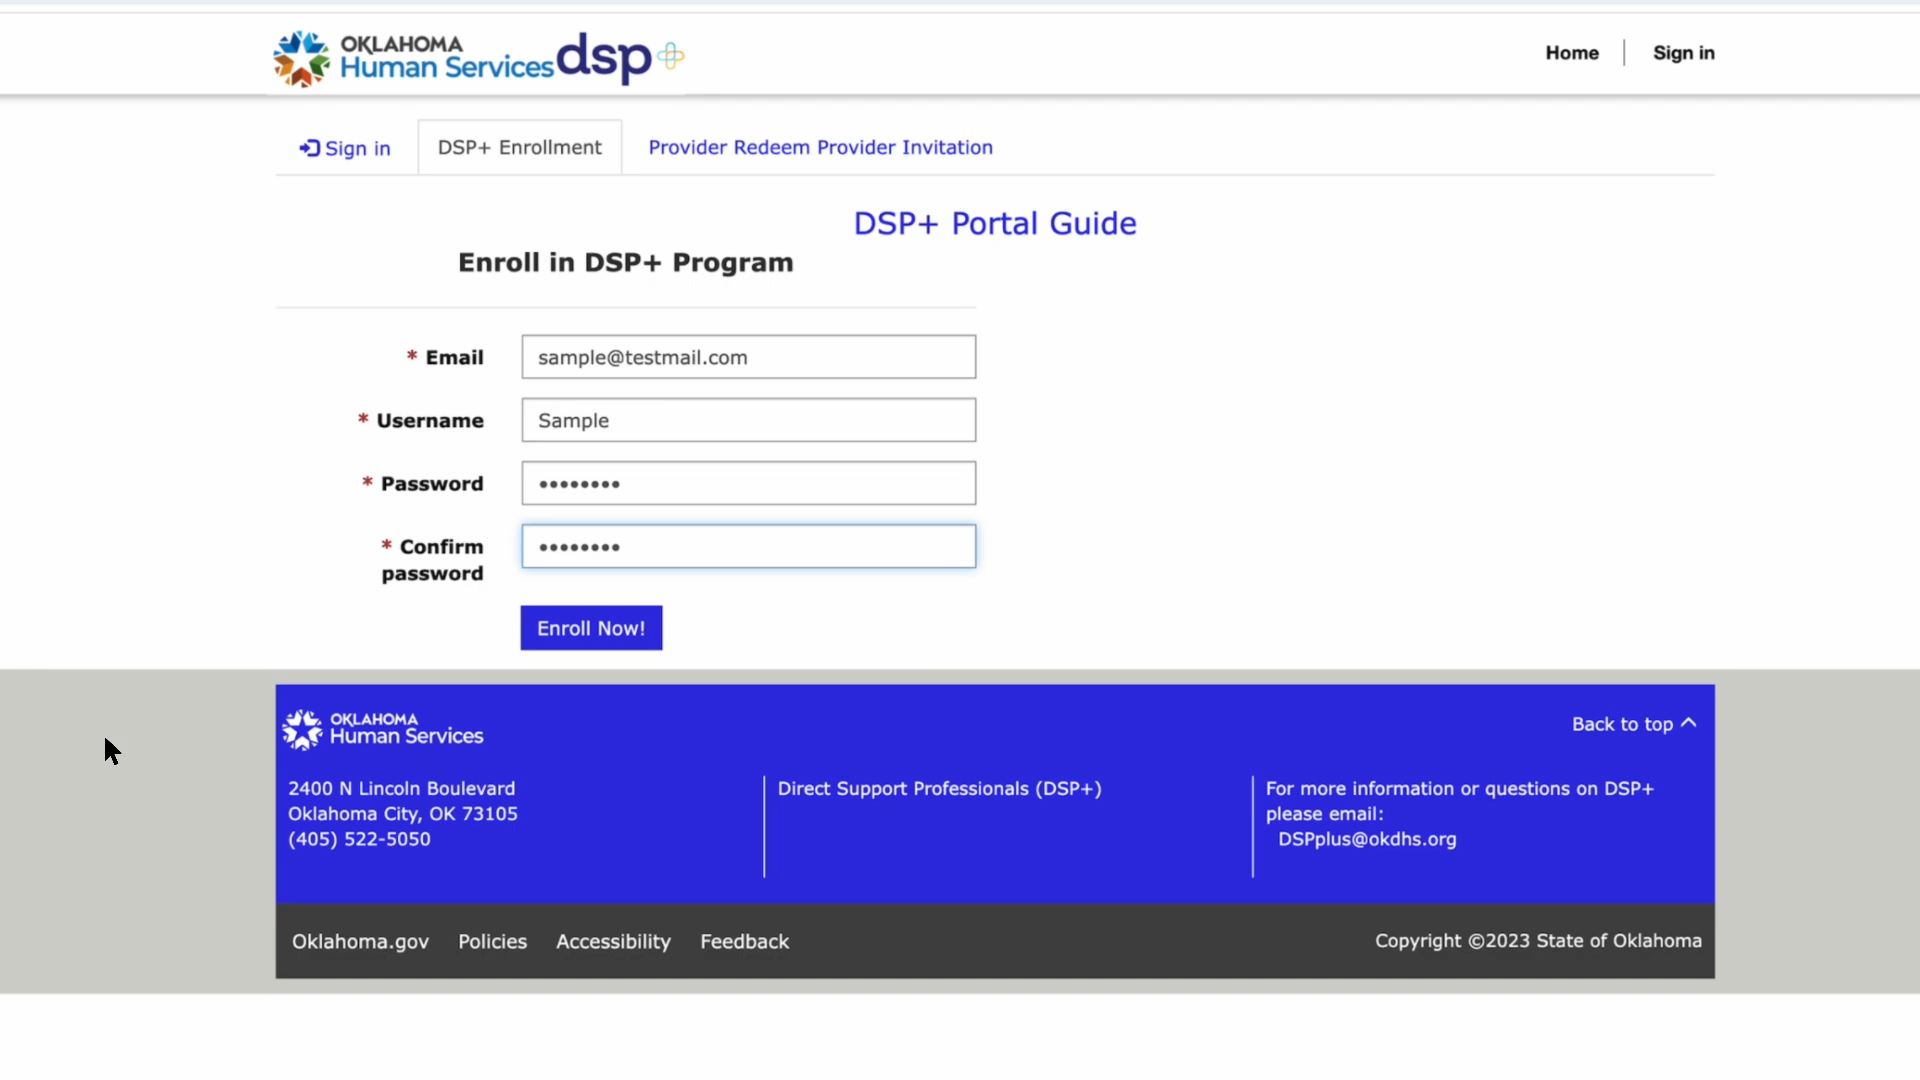 OKLAHOMA
Human Services
dsp
Home
Sign in
Sign in
DSP+ Enrollment
Provider Redeem Provider Invitation
DSP+ Portal Guide
Enroll in DSP+ Program
* Email
sample@testmail.com
* Username
Sample
* Password
••••••••
* Confirm
password
••••••••
Enroll Now!
OKLAHOMA
Human Services
Back to top
2400 N Lincoln Boulevard
Oklahoma City, OK 73105
(405) 522-5050
Direct Support Professionals (DSP+)
For more information or questions on DSP+
please email:
DSPplus@okdhs.org
Oklahoma.gov
Policies
Accessibility
Feedback
Copyright ©2023 State of Oklahoma